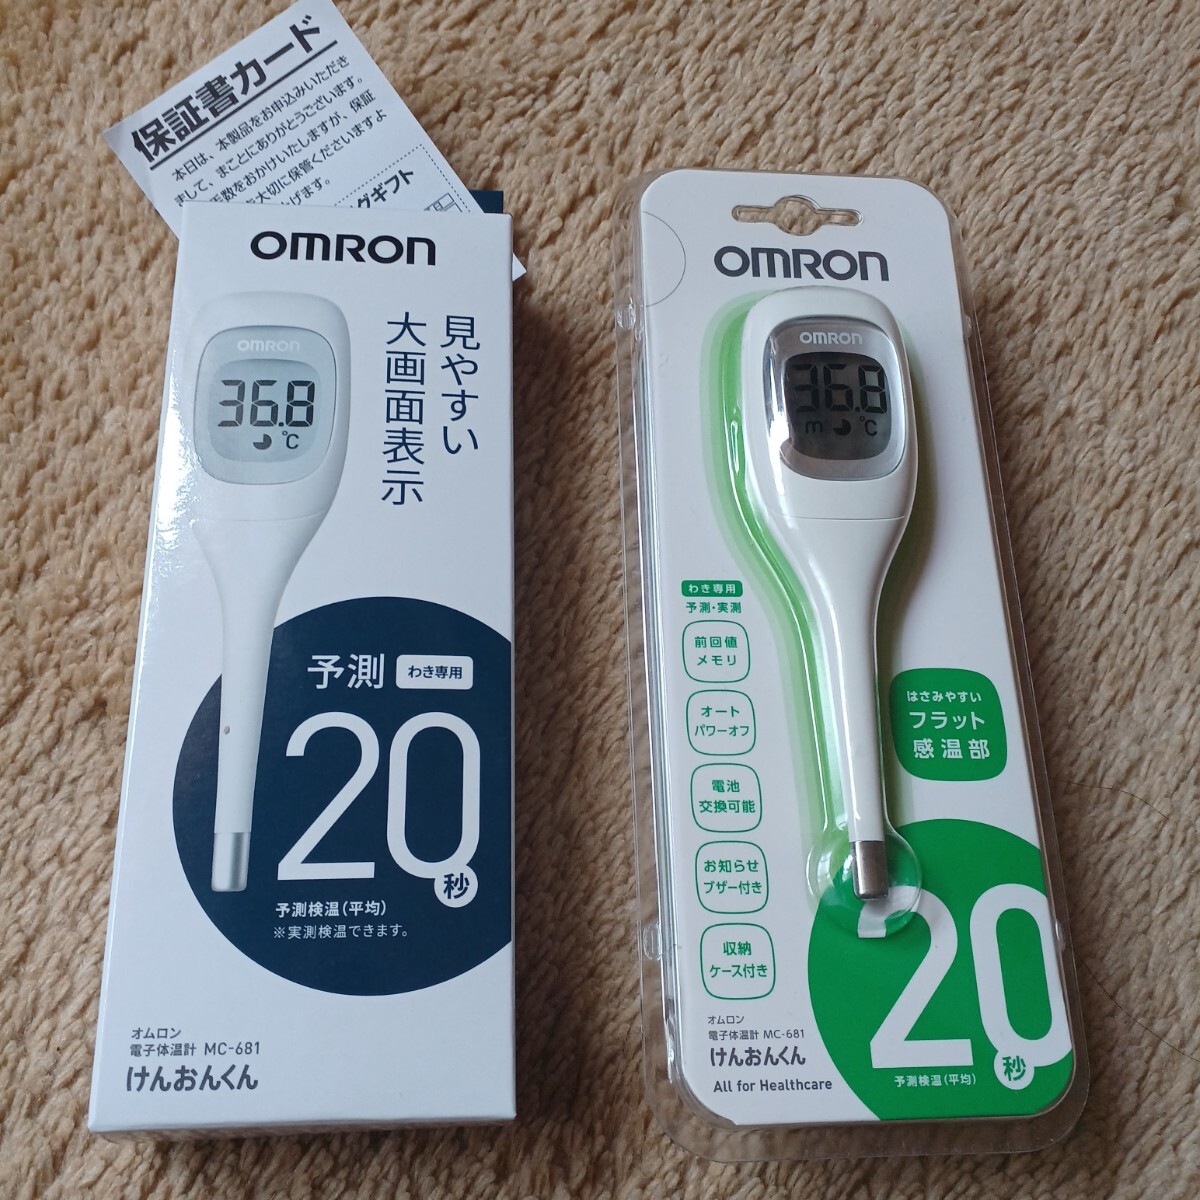 保証書カード
本日は、本製品をお申込みいただき
まして、まことにありがとうございます。
手数をおかけいたしますが、保証
大切に保管くださいますよ
げます。
グギフト
OMRON
見やすい
大画面表示
OMRON
36.8
℃
予測 わき専用
20
秒
予測検温(平均)
※実測検温できます。
オムロン
電子体温計 MC-681
けんおんくん
OMRON
OMRON
36.8
m ℃
わき専用
予測・実測
前回値
メモリ
オート
パワーオフ
電池
交換可能
お知らせ
ブザー付き
収納
ケース付き
はさみやすい
フラット
感温部
20
秒
予測検温(平均)
オムロン
電子体温計 MC-681
けんおんくん
All for Healthcare